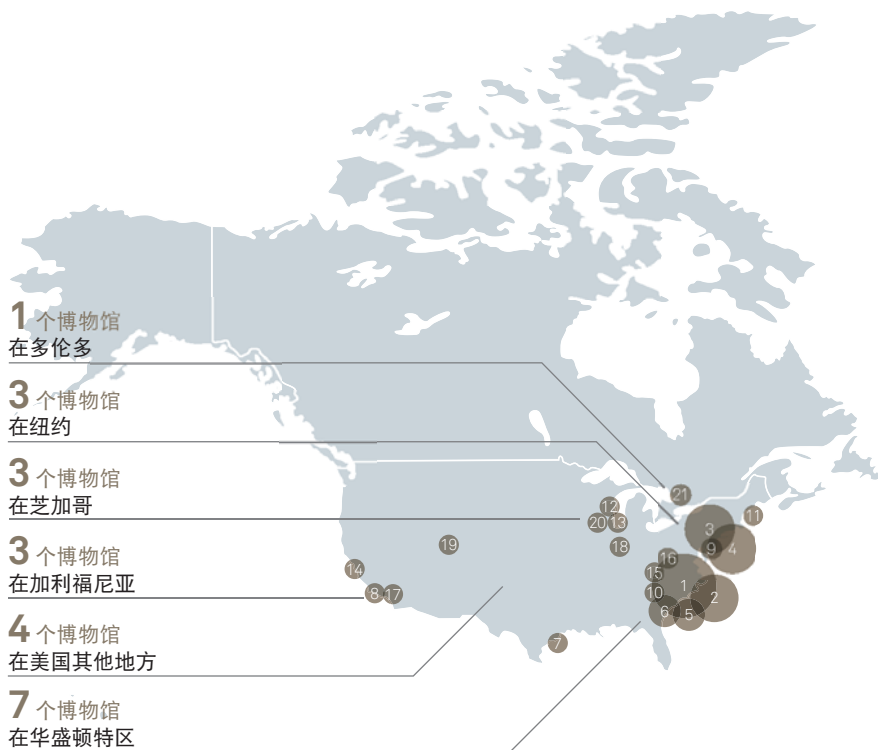 1 个博物馆
在多伦多
3 个博物馆
在纽约
3 个博物馆
在芝加哥
3 个博物馆
在加利福尼亚
4 个博物馆
在美国其他地方
7 个博物馆
在华盛顿特区
21
12
11
20 13
3
19
18
9 4
16
14
15
1
8 17
10
2
6 5
7